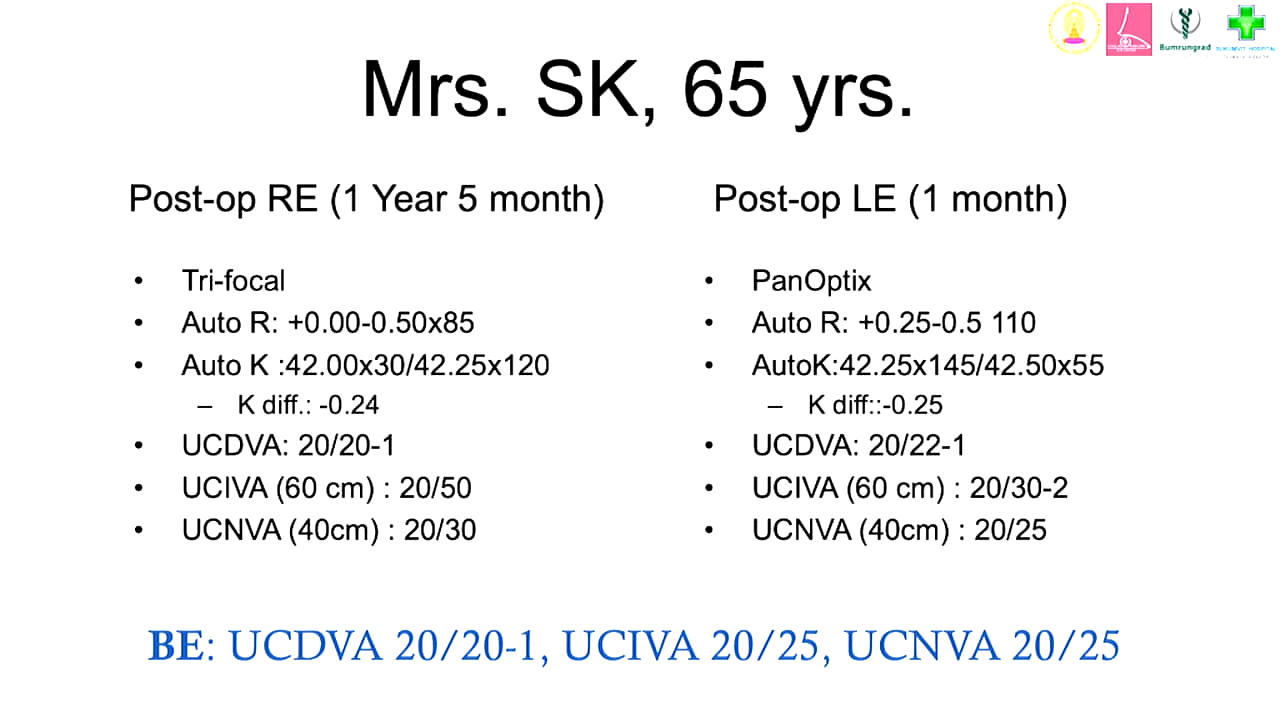 Bumrungrad
Mrs. SK, 65 yrs.
Post-op RE (1 Year 5 month)
• Tri-focal
• Auto R: +0.00-0.50x85
• Auto K :42.00x30/42.25x120
– K diff.: -0.24
• UCDVA: 20/20-1
• UCIVA (60 cm) : 20/50
• UCNVA (40cm) : 20/30
Post-op LE (1 month)
• PanOptix
• Auto R: +0.25-0.5 110
• AutoK:42.25x145/42.50x55
– K diff::-0.25
• UCDVA: 20/22-1
• UCIVA (60 cm) : 20/30-2
• UCNVA (40cm) : 20/25
BE: UCDVA 20/20-1, UCIVA 20/25, UCNVA 20/25